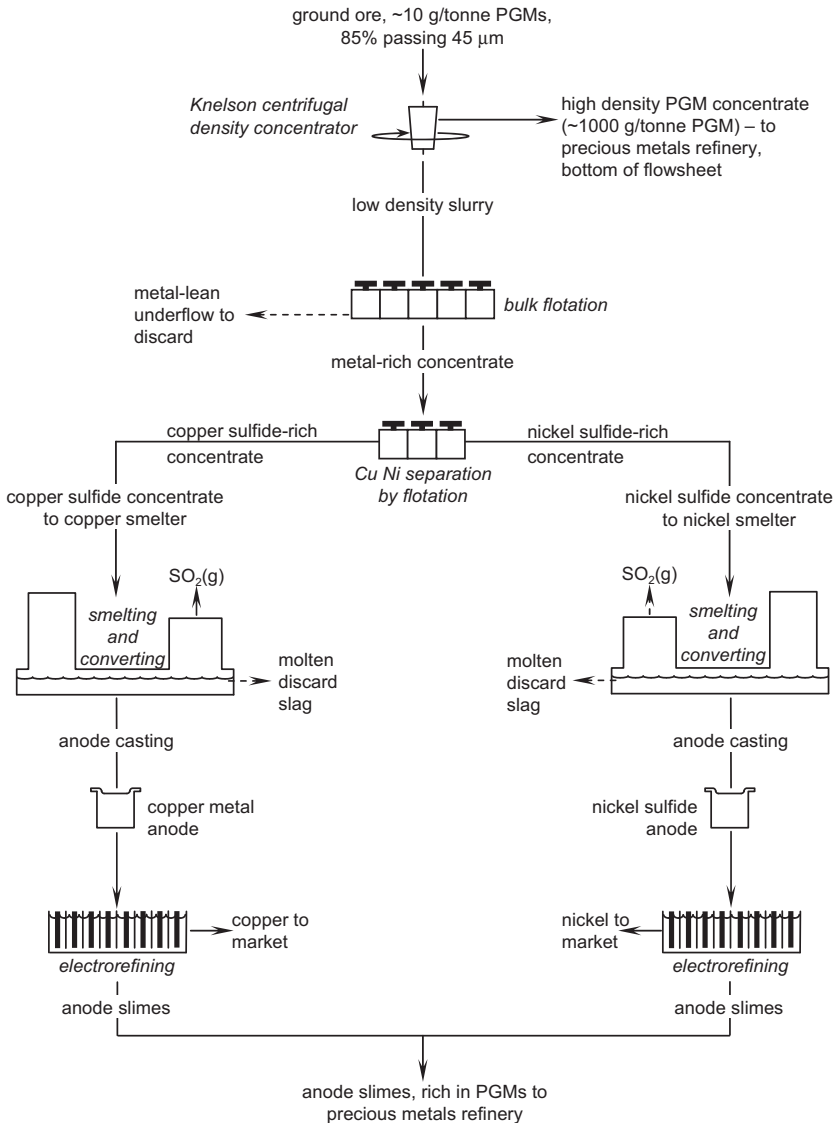 ground ore, ~10 g/tonne PGMs,
85% passing 45 μm
Knelson centrifugal
density concentrator
high density PGM concentrate
(~1000 g/tonne PGM) – to
precious metals refinery,
bottom of flowsheet
low density slurry
metal-lean
underflow to
discard
bulk flotation
metal-rich concentrate
copper sulfide-rich
concentrate
nickel sulfide-rich
concentrate
Cu Ni separation
by flotation
copper sulfide concentrate
to copper smelter
nickel sulfide concentrate
to nickel smelter
SO₂(g)
smelting
and
converting
molten
discard
slag
SO₂(g)
smelting
and
converting
molten
discard
slag
anode casting
anode casting
copper metal
anode
nickel sulfide
anode
copper to
market
nickel to
market
electrorefining
electrorefining
anode slimes
anode slimes
anode slimes, rich in PGMs to
precious metals refinery